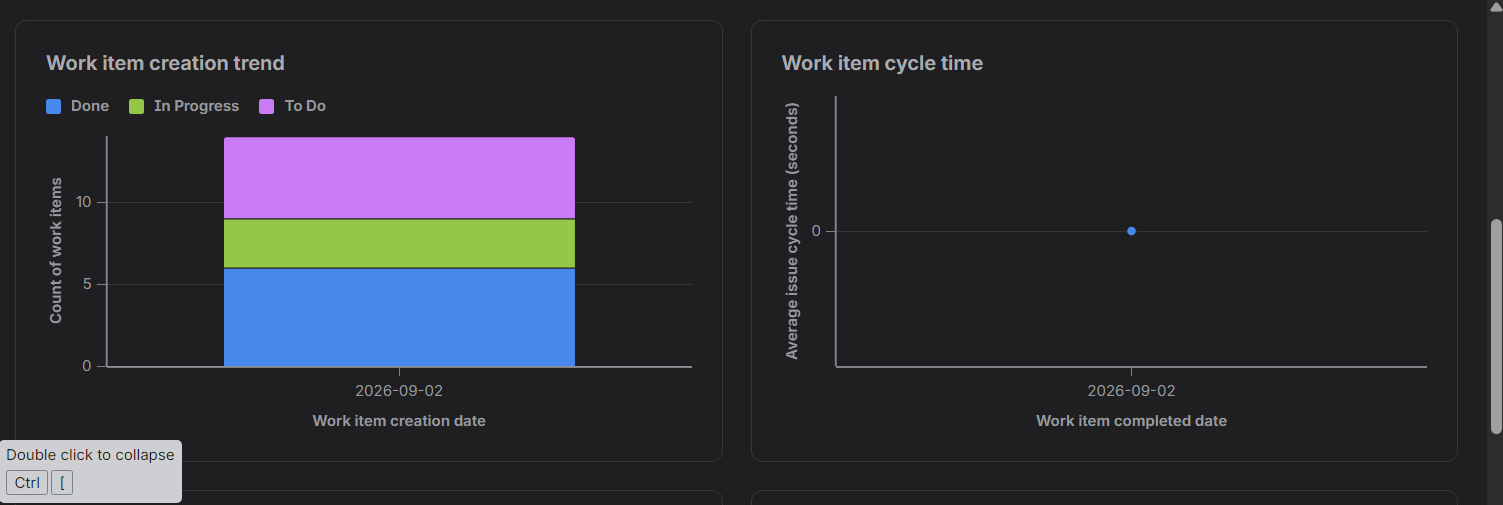 Work item creation trend
Done
In Progress
To Do
Count of work items
10
5
0
2026-09-02
Work item creation date
Work item cycle time
Average issue cycle time (seconds)
0
2026-09-02
Work item completed date
Double click to collapse
Ctrl [